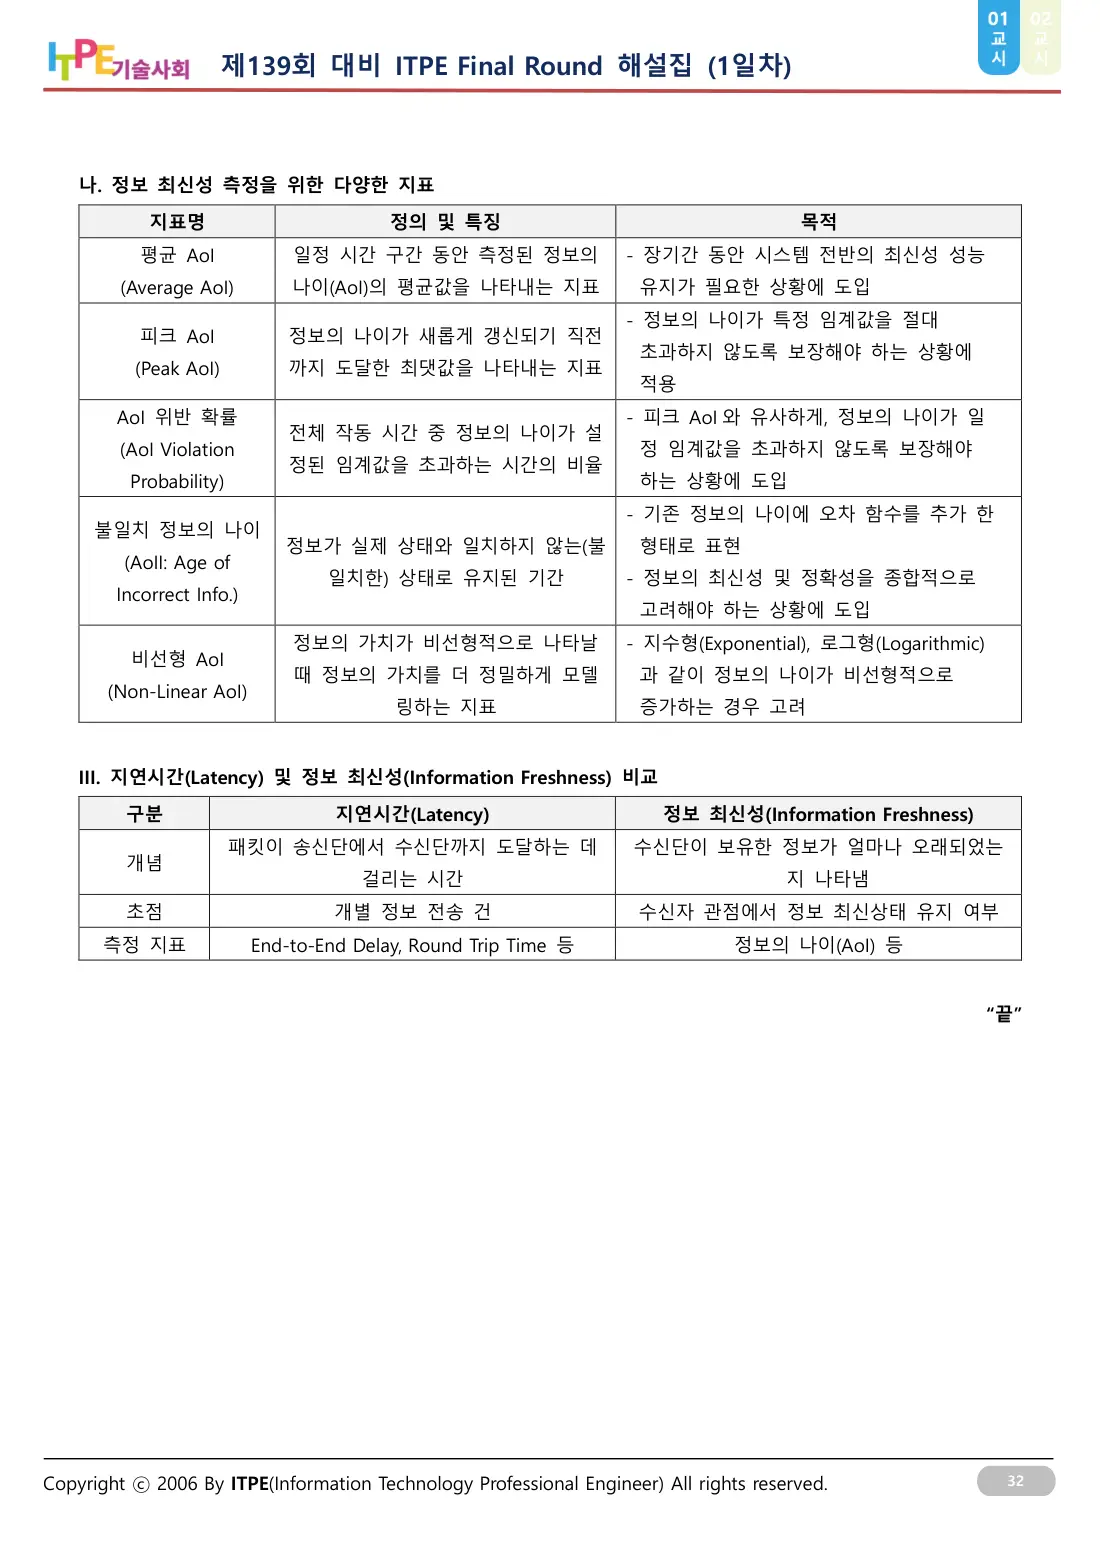 ITPE기술사회 제139회 대비 ITPE Final Round 해설집 (1일차)
01
교
시
02
교
시
나. 정보 최신성 측정을 위한 다양한 지표
지표명 정의 및 특징 목적
평균 AoI
(Average AoI)
일정 시간 구간 동안 측정된 정보의
나이(AoI)의 평균값을 나타내는 지표
- 장기간 동안 시스템 전반의 최신성 성능
유지가 필요한 상황에 도입
피크 AoI
(Peak AoI)
정보의 나이가 새롭게 갱신되기 직전
까지 도달한 최댓값을 나타내는 지표
- 정보의 나이가 특정 임계값을 절대
초과하지 않도록 보장해야 하는 상황에
적용
AoI 위반 확률
(AoI Violation
Probability)
전체 작동 시간 중 정보의 나이가 설
정된 임계값을 초과하는 시간의 비율
- 피크 AoI와 유사하게, 정보의 나이가 일
정 임계값을 초과하지 않도록 보장해야
하는 상황에 도입
불일치 정보의 나이
(AoII: Age of
Incorrect Info.)
정보가 실제 상태와 일치하지 않는(불
일치한) 상태로 유지된 기간
- 기존 정보의 나이에 오차 함수를 추가 한
형태로 표현
- 정보의 최신성 및 정확성을 종합적으로
고려해야 하는 상황에 도입
비선형 AoI
(Non-Linear AoI)
정보의 가치가 비선형적으로 나타날
때 정보의 가치를 더 정밀하게 모델
링하는 지표
- 지수형(Exponential), 로그형(Logarithmic)
과 같이 정보의 나이가 비선형적으로
증가하는 경우 고려
III. 지연시간(Latency) 및 정보 최신성(Information Freshness) 비교
구분 지연시간(Latency) 정보 최신성(Information Freshness)
개념
패킷이 송신단에서 수신단까지 도달하는 데
걸리는 시간
수신단이 보유한 정보가 얼마나 오래되었는
지 나타냄
초점 개별 정보 전송 건 수신자 관점에서 정보 최신상태 유지 여부
측정 지표 End-to-End Delay, Round Trip Time 등 정보의 나이(AoI) 등
“끝”
Copyright ⓒ 2006 By ITPE(Information Technology Professional Engineer) All rights reserved.
32